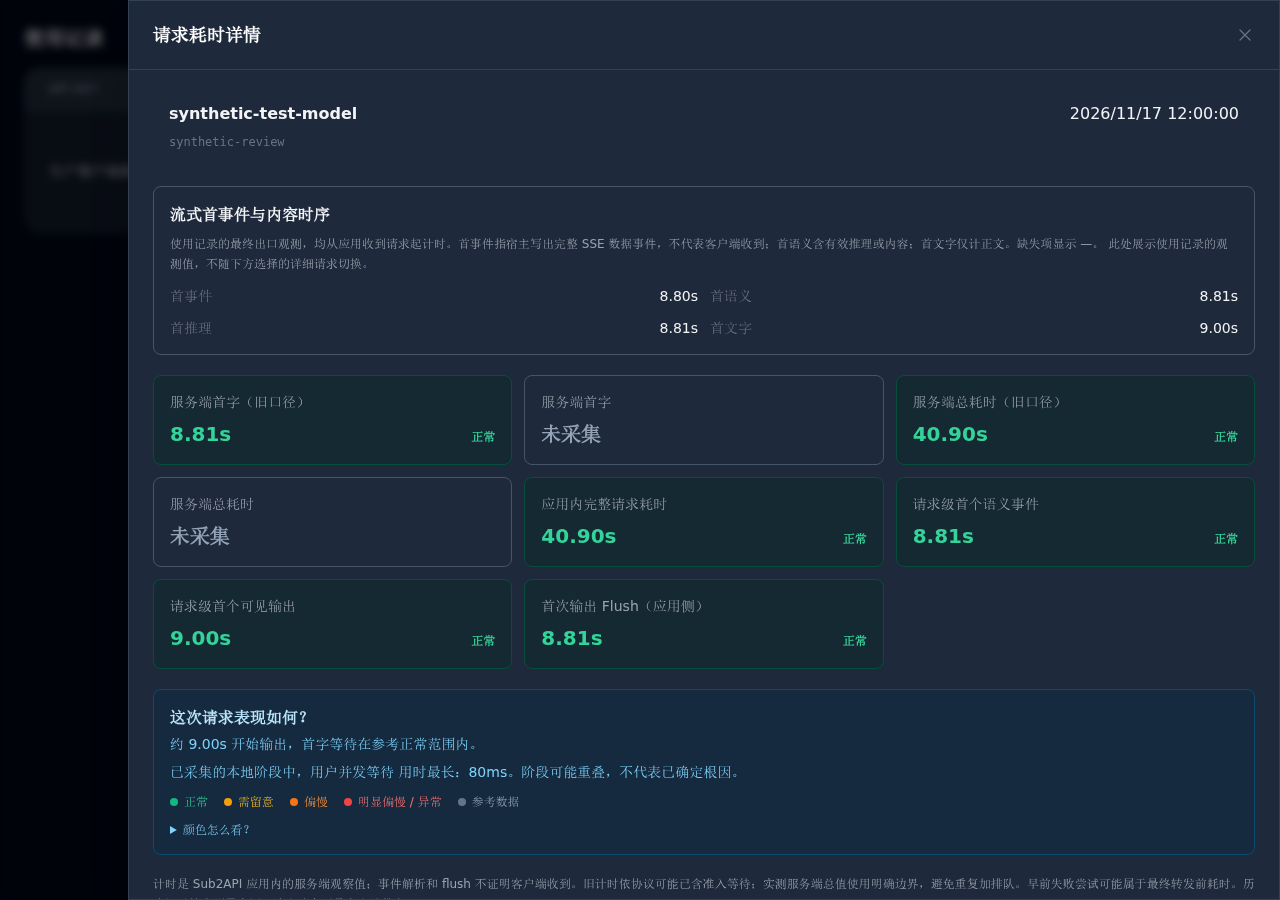 请求耗时详情
synthetic-test-model
2026/11/17 12:00:00
synthetic-review
流式首事件与内容时序
使用记录的最终出口观测，均从应用收到请求起计时。首事件指宿主写出完整 SSE 数据事件，不代表客户端收到；首语义含有效推理或内容；首文字仅计正文。缺失项显示 —。 此处展示使用记录的观
测值，不随下方选择的详细请求切换。
首事件 8.80s 首语义 8.81s
首推理 8.81s 首文字 9.00s
服务端首字（旧口径）
8.81s 正常
服务端首字
未采集
服务端总耗时（旧口径）
40.90s 正常
服务端总耗时
未采集
应用内完整请求耗时
40.90s 正常
请求级首个语义事件
8.81s 正常
请求级首个可见输出
9.00s 正常
首次输出 Flush（应用侧）
8.81s 正常
这次请求表现如何？
约 9.00s 开始输出，首字等待在参考正常范围内。
已采集的本地阶段中，用户并发等待 用时最长：80ms。阶段可能重叠，不代表已确定根因。
正常 需留意 偏慢 明显偏慢 / 异常 参考数据
颜色怎么看？
计时是 Sub2API 应用内的服务端观察值；事件解析和 flush 不证明客户端收到。旧计时依协议可能已含准入等待；实测服务端总值使用明确边界，避免重复加排队。早前失败尝试可能属于最终转发前耗时。历